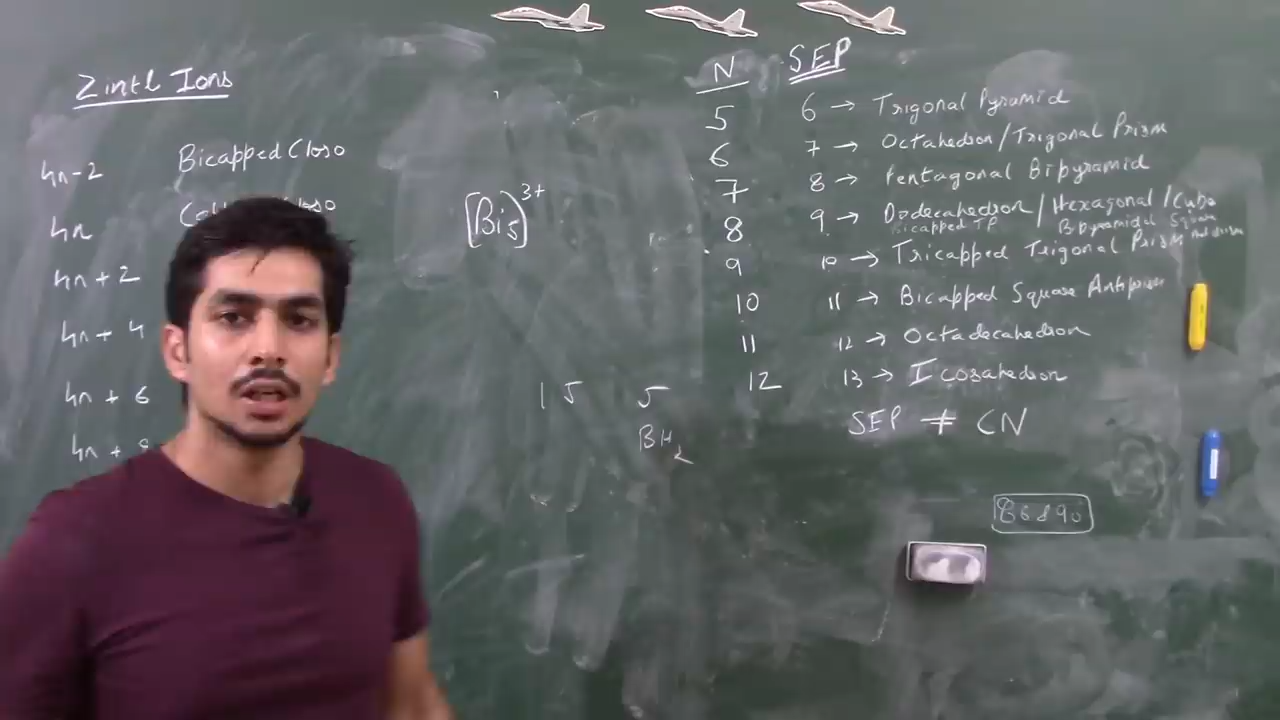 Zintl Ions
4n-2 Bicapped Closo
4n
4n + 2
4n + 4
4n + 6
4n +
[Bi5]3+
15 5
BH2
N SEP
5 6 → Trigonal Pyramid
6 7 → Octahedron/Trigonal Prism
7 8 → Pentagonal Bipyramid
8 9 → Dodecahedron/Hexagonal/Cube
Bicapped TP Bipyramidal Square
9 10 → Tricapped Trigonal Prism
10 11 → Bicapped Square Antiprism
11 12 → Octadecahedron
12 13 → Icosahedron
SEP ≠ CN